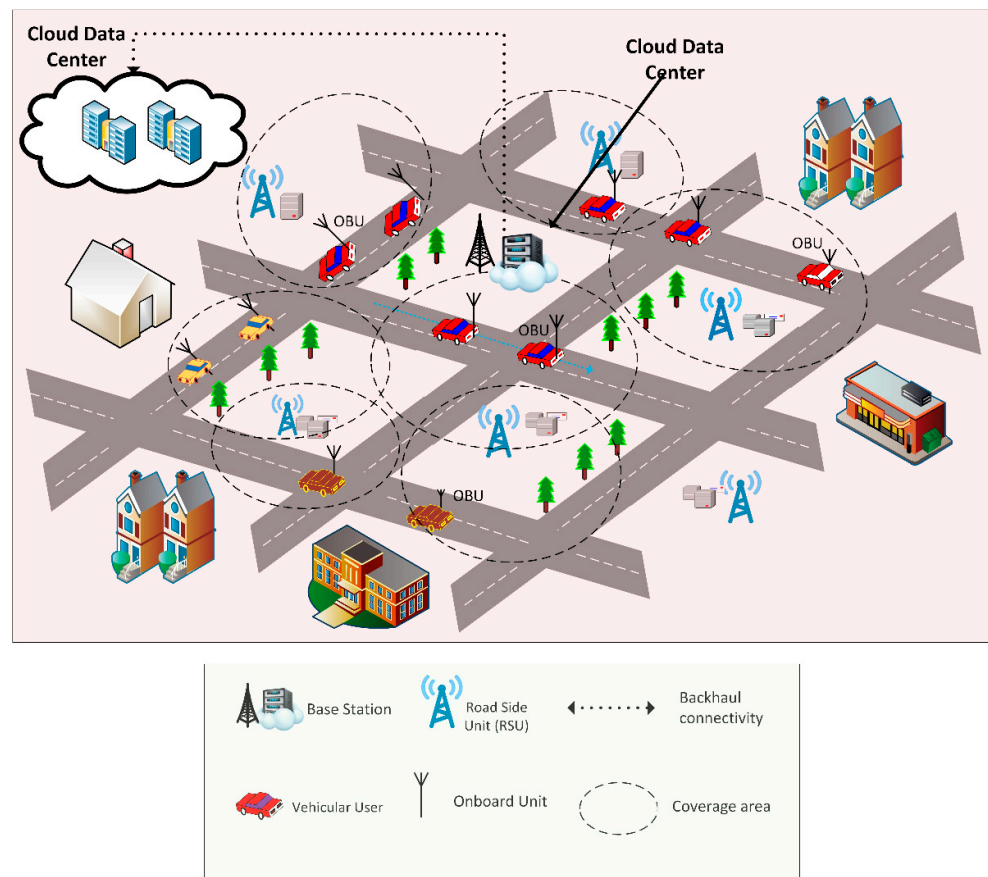 Cloud Data
Center
Cloud Data
Center
OBU
OBU
OBU
OBU
Base Station
Road Side
Unit (RSU)
Backhaul
connectivity
Vehicular User
Onboard Unit
Coverage area